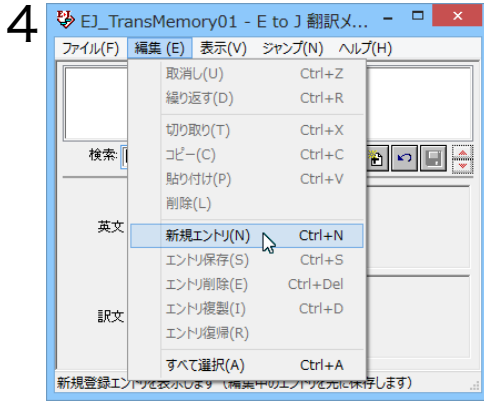 4
EJ_TransMemory01 - E to J 翻訳メ...
ファイル(F) 編集(E) 表示(V) ジャンプ(N) ヘルプ(H)
取消し(U) Ctrl+Z
繰り返す(D) Ctrl+R
切り取り(T) Ctrl+X
検索:
コピー(C) Ctrl+C
貼り付け(P) Ctrl+V
削除(L)
英文
新規エントリ(N) Ctrl+N
エントリ保存(S) Ctrl+S
エントリ削除(E) Ctrl+Del
訳文
エントリ複製(I) Ctrl+D
エントリ復帰(R)
すべて選択(A) Ctrl+A
新規登録エントリを表示します（編集中のエントリを先に保存します）